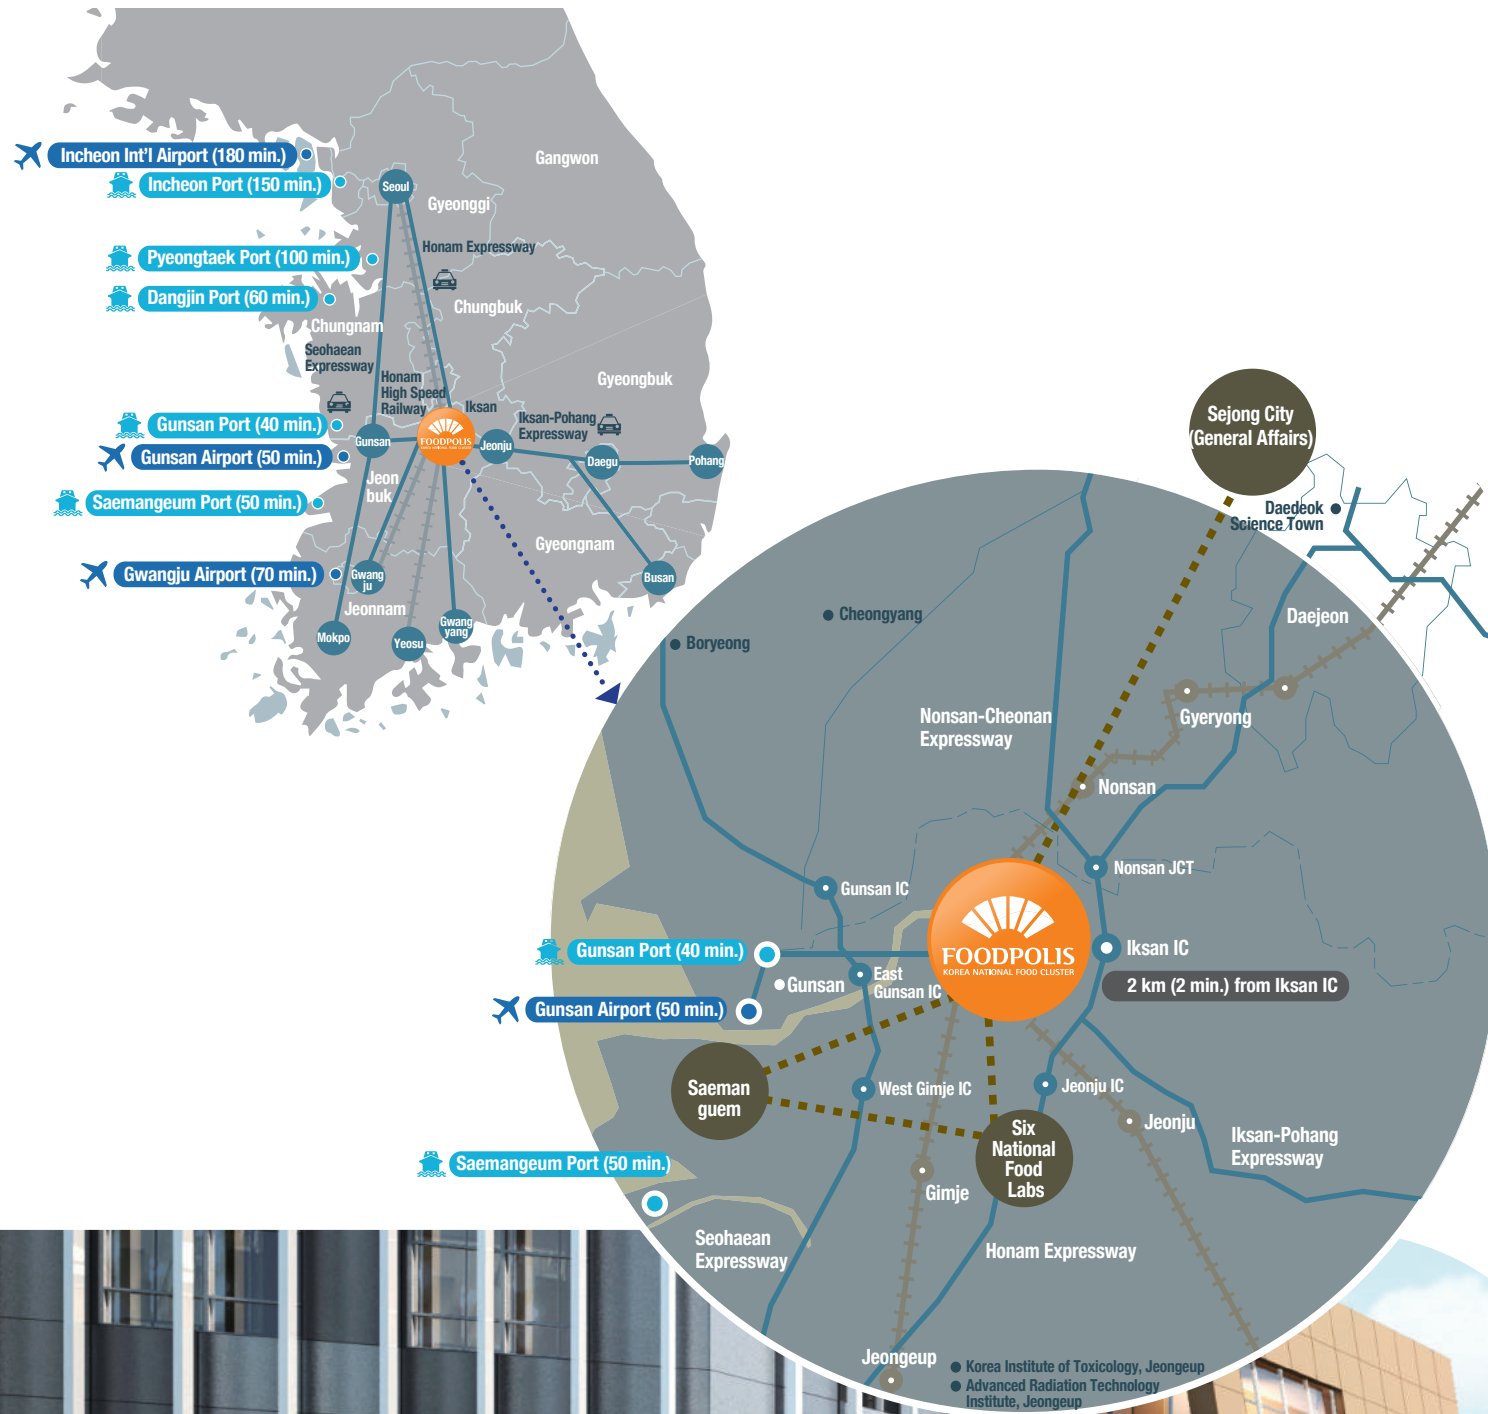 Incheon Int'l Airport (180 min.)
Incheon Port (150 min.)
Pyeongtaek Port (100 min.)
Dangjin Port (60 min.)
Gunsan Port (40 min.)
Gunsan Airport (50 min.)
Saemangeum Port (50 min.)
Gwangju Airport (70 min.)
Gangwon
Seoul
Gyeonggi
Honam Expressway
Chungbuk
Chungnam
Seohaean
Expressway
Honam
High Speed
Railway
Iksan
Gyeongbuk
Iksan-Pohang
Expressway
Gunsan
FOODPOLIS
KOREA NATIONAL FOOD CLUSTER
Jeonju
Daegu
Pohang
Jeon
buk
Gyeongnam
Gwang
ju
Busan
Jeonnam
Mokpo
Yeosu
Gwang
yang
Sejong City
(General Affairs)
Daedeok
Science Town
Cheongyang
Boryeong
Daejeon
Nonsan-Cheonan
Expressway
Gyeryong
Nonsan
Nonsan JCT
Gunsan IC
FOODPOLIS
KOREA NATIONAL FOOD CLUSTER
Iksan IC
2 km (2 min.) from Iksan IC
Gunsan Port (40 min.)
Gunsan
East
Gunsan IC
Gunsan Airport (50 min.)
Saeman
guem
West Gimje IC
Jeonju IC
Six
National
Food
Labs
Jeonju
Iksan-Pohang
Expressway
Saemangeum Port (50 min.)
Gimje
Seohaean
Expressway
Honam Expressway
Jeongeup
Korea Institute of Toxicology, Jeongeup
Advanced Radiation Technology
Institute, Jeongeup